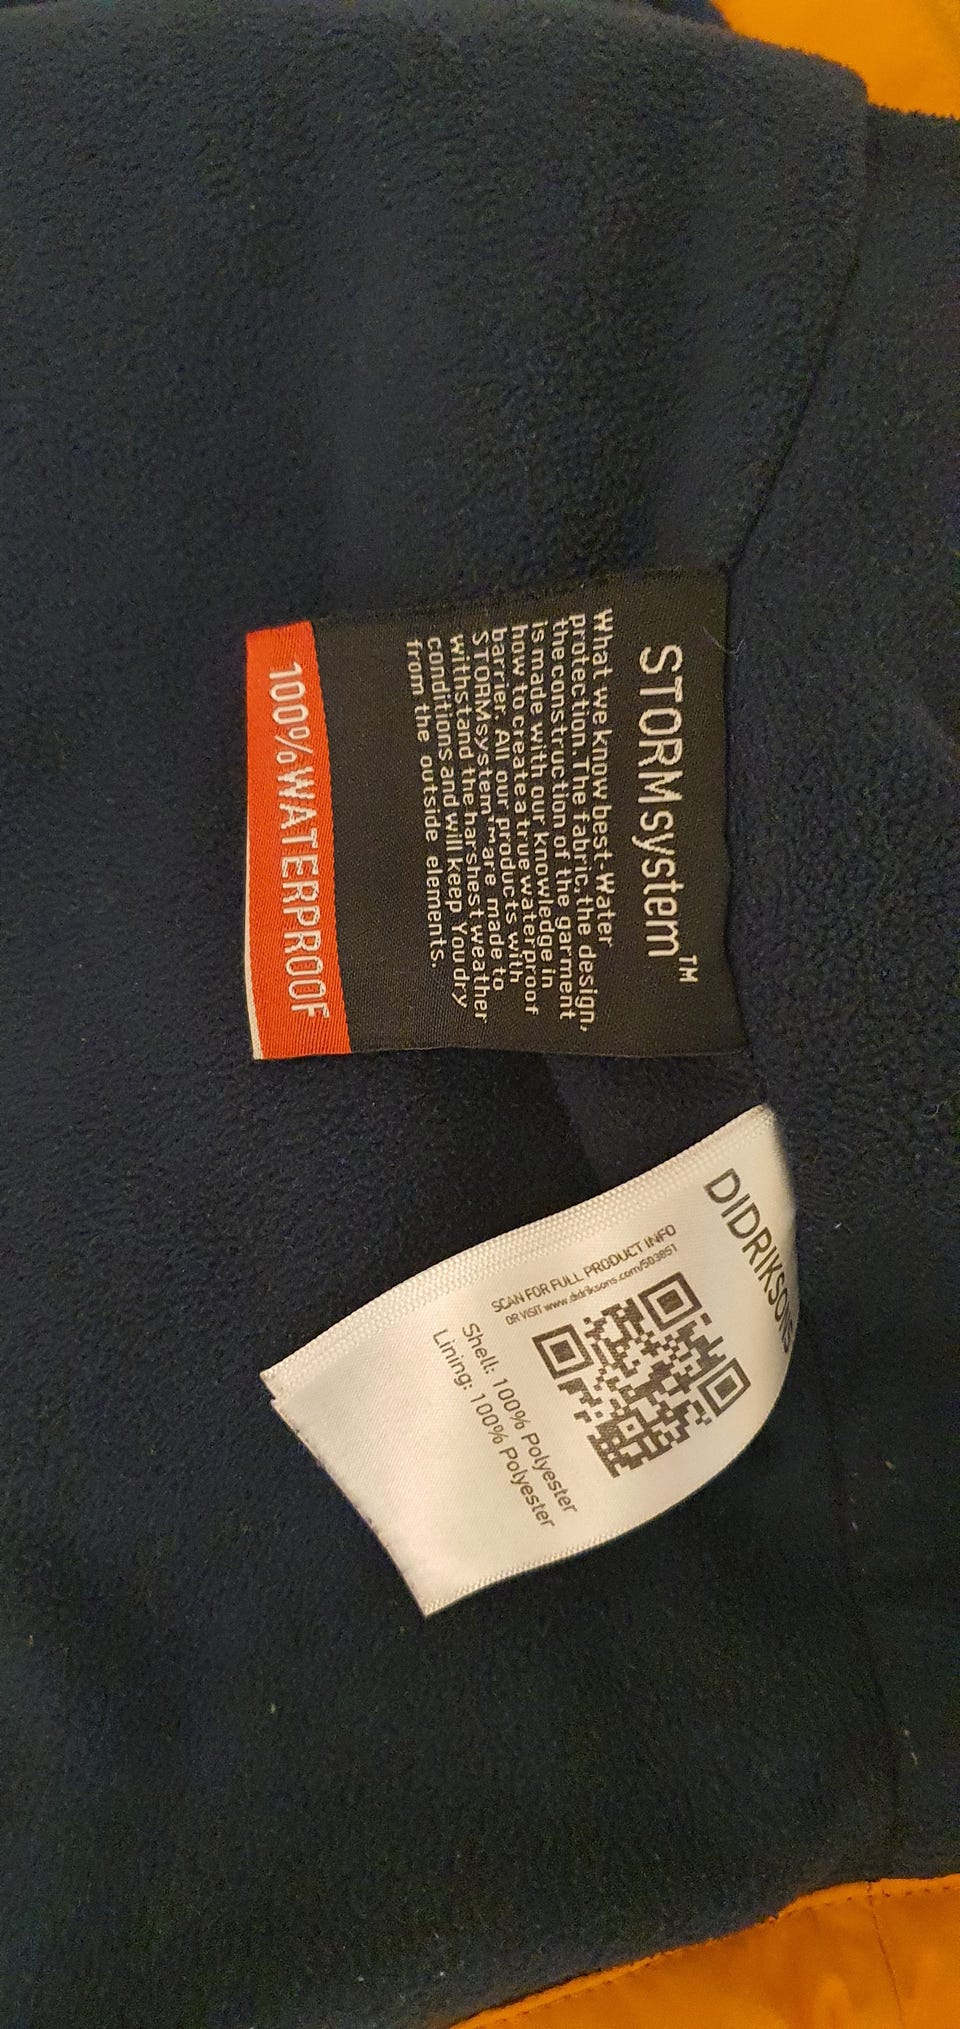 STORMsystem™
What we know best-Water
protection. The fabric, the design,
the construction of the garment
is made with our knowledge in
how to create a true waterproof
barrier. All our products with
STORMsystem™ are made to
withstand the harshest weather
conditions and will keep You dry
from the outside elements.
100% WATERPROOF
DIDRIKSONS
SCAN FOR FULL PRODUCT INFO
OR VISIT www.didriksons.com/503851
Shell: 100% Polyester
Lining: 100% Polyester